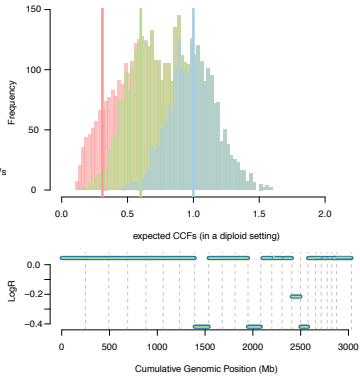 150
100
50
0
Frequency
/s
0.0 0.5 1.0 1.5 2.0
expected CCFs (in a diploid setting)
0.0
−0.2
−0.4
LogR
0 500 1000 1500 2000 2500 3000
Cumulative Genomic Position (Mb)